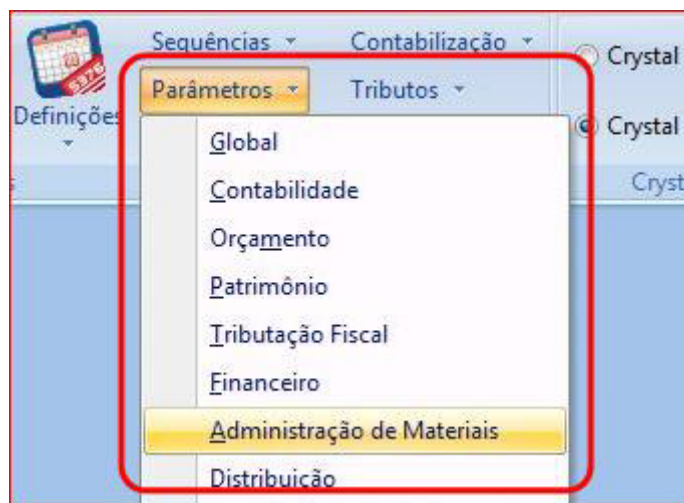 Sequências Contabilização
Crystal
Parâmetros Tributos
Definições
Crystal
Global
Contabilidade
Cryst
Orçamento
Patrimônio
Tributação Fiscal
Financeiro
Administração de Materiais
Distribuição